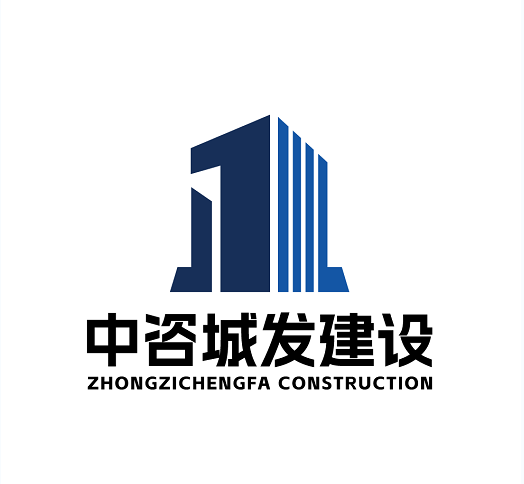 中咨城发建设
ZHONGZICHENGFA CONSTRUCTION